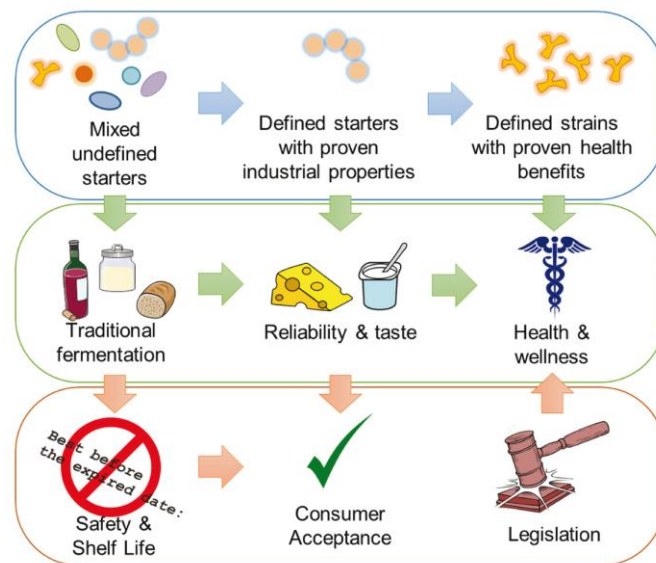 Mixed
undefined
starters
Defined starters
with proven
industrial properties
Defined strains
with proven health
benefits
Traditional
fermentation
Reliability & taste
Health &
wellness
Best before
the expired date:
Safety &
Shelf Life
Consumer
Acceptance
Legislation